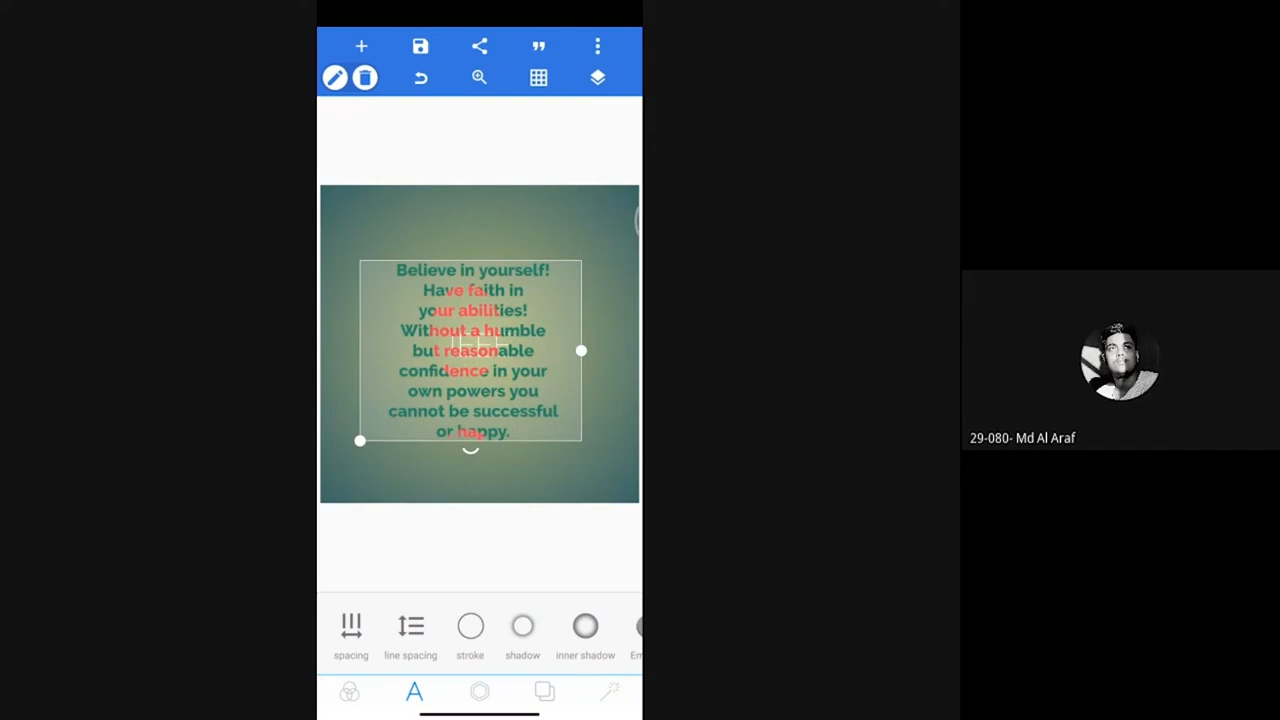 Believe in yourself!
Have faith in
your abilities!
Without a humble
but reasonable
confidence in your
own powers you
cannot be successful
or happy.
spacing
line spacing
stroke
shadow
inner shadow
Em
29-080- Md Al Araf